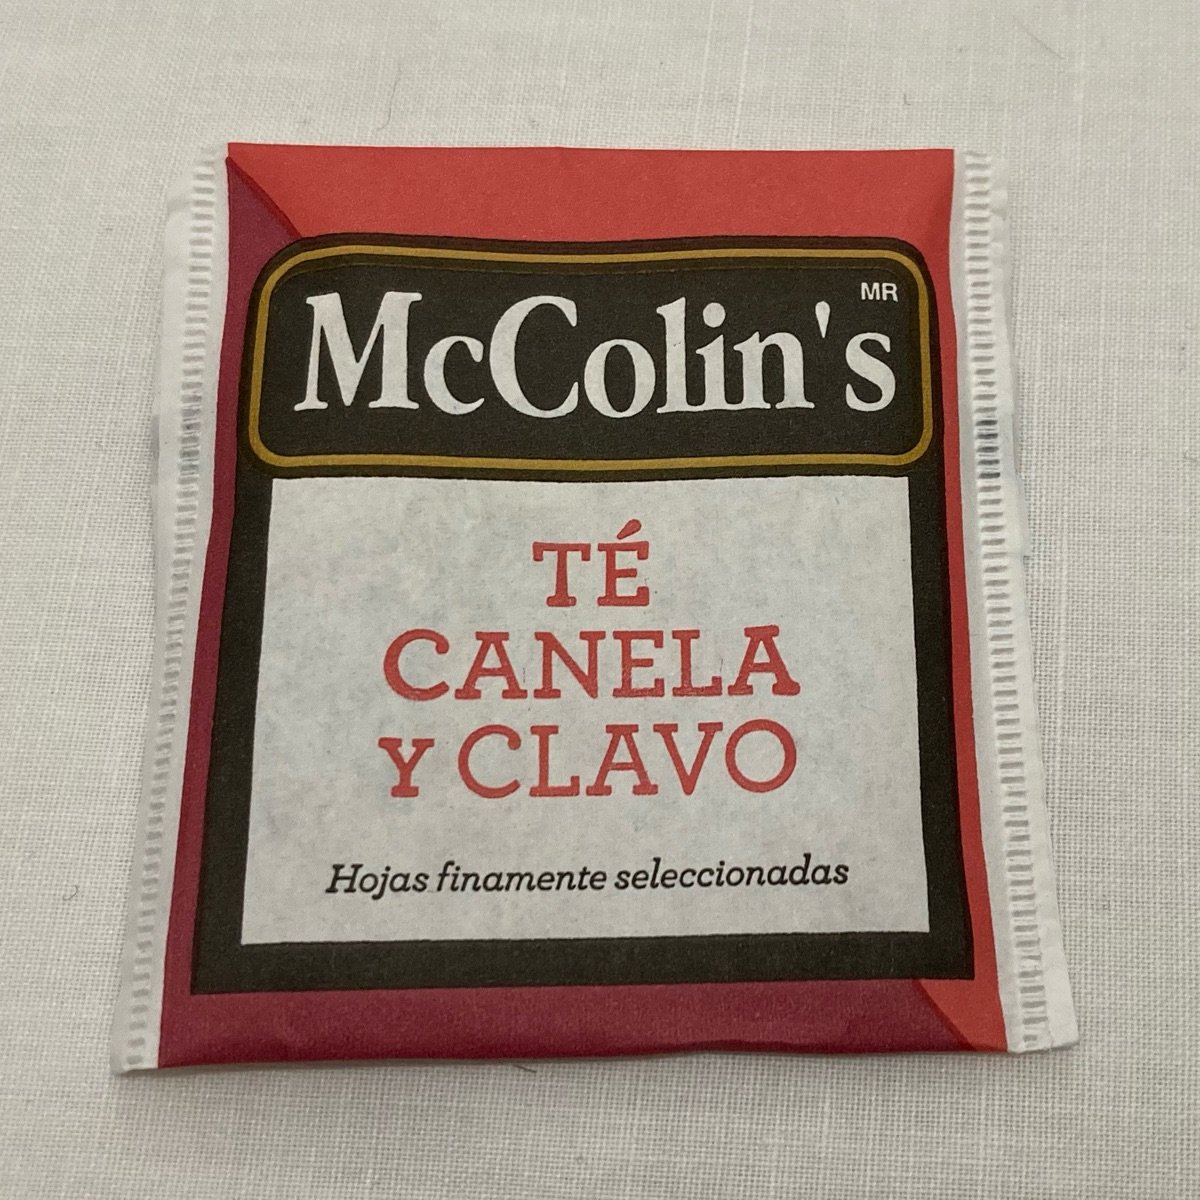 McColin's MR
TÉ
CANELA
Y CLAVO
Hojas finamente seleccionadas